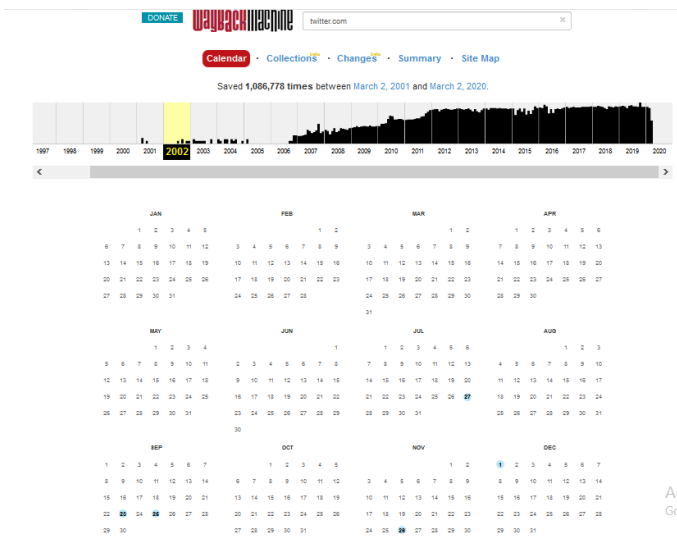 DONATE
WayBackMachine
twitter.com ×
Calendar · Collections beta · Changes beta · Summary · Site Map
Saved 1,086,778 times between March 2, 2001 and March 2, 2020.
1997 1998 1999 2000 2001 2002 2003 2004 2005 2006 2007 2008 2009 2010 2011 2012 2013 2014 2015 2016 2017 2018 2019 2020
JAN FEB MAR APR
1 2 3 4 5 1 2 1 2 1 2 3 4 5 6
6 7 8 9 10 11 12 3 4 5 6 7 8 9 3 4 5 6 7 8 9 7 8 9 10 11 12 13
13 14 15 16 17 18 19 10 11 12 13 14 15 16 10 11 12 13 14 15 16 14 15 16 17 18 19 20
20 21 22 23 24 25 26 17 18 19 20 21 22 23 17 18 19 20 21 22 23 21 22 23 24 25 26 27
27 28 29 30 31 24 25 26 27 28 24 25 26 27 28 29 30 28 29 30
31
MAY JUN JUL AUG
1 2 3 4 1 1 2 3 4 5 6 1 2 3
5 6 7 8 9 10 11 2 3 4 5 6 7 8 7 8 9 10 11 12 13 4 5 6 7 8 9 10
12 13 14 15 16 17 18 9 10 11 12 13 14 15 14 15 16 17 18 19 20 11 12 13 14 15 16 17
19 20 21 22 23 24 25 16 17 18 19 20 21 22 21 22 23 24 25 26 27 18 19 20 21 22 23 24
26 27 28 29 30 31 23 24 25 26 27 28 29 28 29 30 31 25 26 27 28 29 30 31
30
SEP OCT NOV DEC
1 2 3 4 5 6 7 1 2 3 4 5 1 2 1 2 3 4 5 6 7
8 9 10 11 12 13 14 6 7 8 9 10 11 12 3 4 5 6 7 8 9 8 9 10 11 12 13 14
15 16 17 18 19 20 21 13 14 15 16 17 18 19 10 11 12 13 14 15 16 15 16 17 18 19 20 21
22 23 24 25 26 27 28 20 21 22 23 24 25 26 17 18 19 20 21 22 23 22 23 24 25 26 27 28
29 30 27 28 29 30 31 24 25 26 27 28 29 30 29 30 31